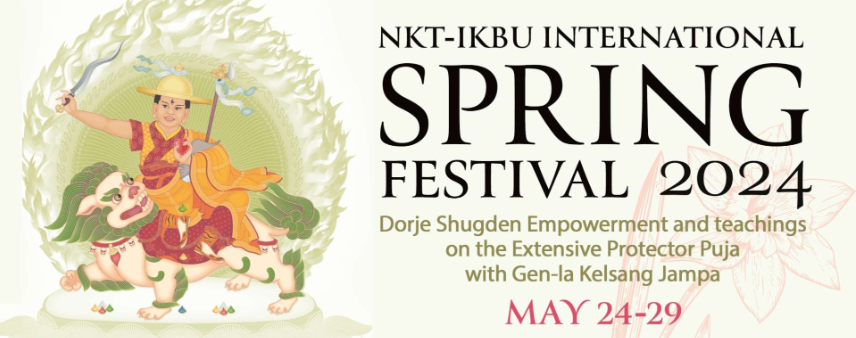 NKT-IKBU INTERNATIONAL
SPRING
FESTIVAL 2024
Dorje Shugden Empowerment and teachings
on the Extensive Protector Puja
with Gen-la Kelsang Jampa
MAY 24-29